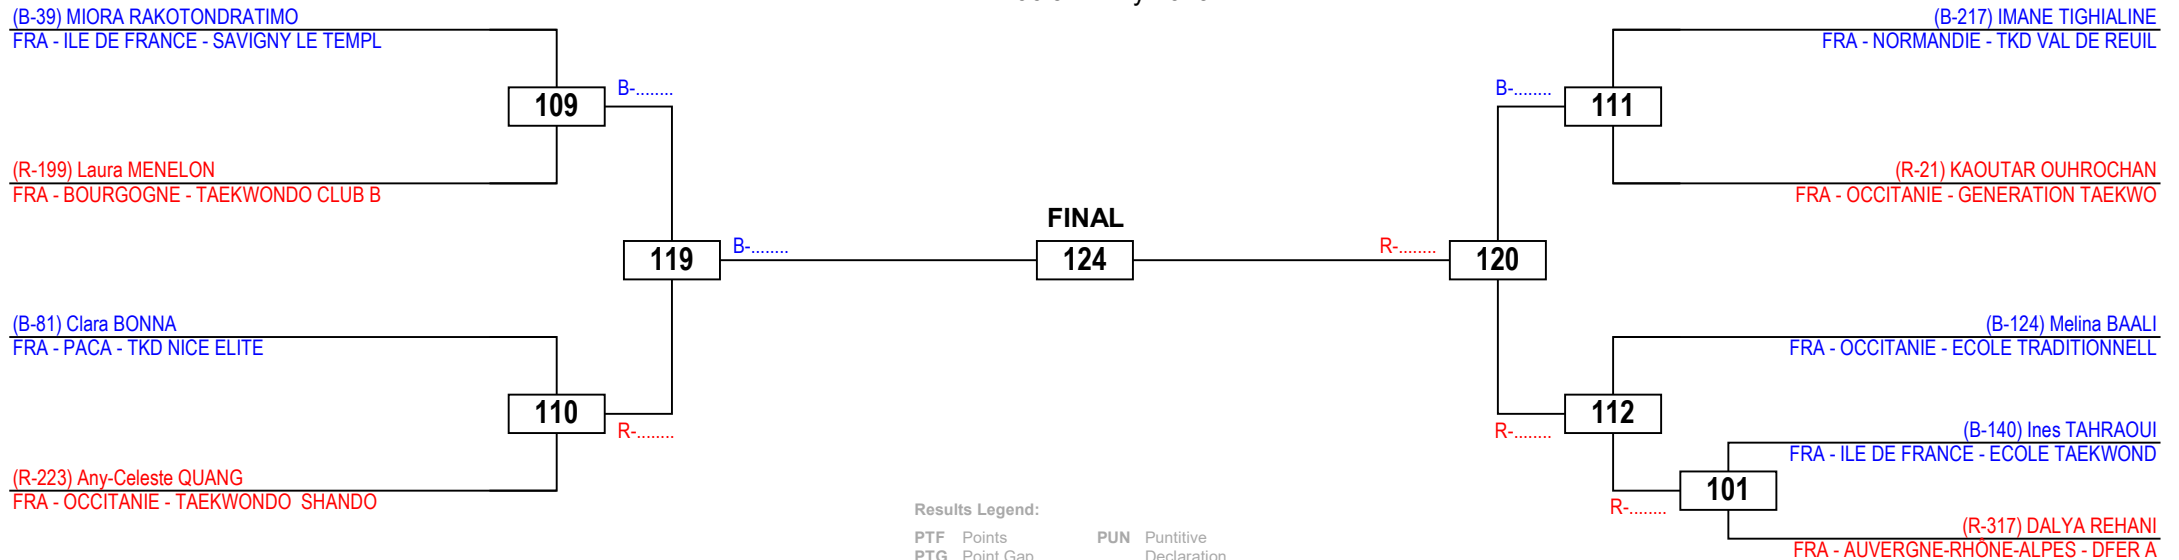 (B-39) MIORA RAKOTONDRATIMO
FRA - ILE DE FRANCE - SAVIGNY LE TEMPL
109
B-........
(R-199) Laura MENELON
FRA - BOURGOGNE - TAEKWONDO CLUB B
119
B-........
(B-81) Clara BONNA
FRA - PACA - TKD NICE ELITE
110
R-........
(R-223) Any-Celeste QUANG
FRA - OCCITANIE - TAEKWONDO  SHANDO
FINAL
124
(B-217) IMANE TIGHIALINE
FRA - NORMANDIE - TKD VAL DE REUIL
B-........
111
(R-21) KAOUTAR OUHROCHAN
FRA - OCCITANIE - GENERATION TAEKWO
R-........
120
(B-124) Melina BAALI
FRA - OCCITANIE - ECOLE TRADITIONNELL
112
R-........
(B-140) Ines TAHRAOUI
FRA - ILE DE FRANCE - ECOLE TAEKWOND
101
R-........
(R-317) DALYA REHANI
FRA - AUVERGNE-RHÔNE-ALPES - DFER A
Results Legend:
PTF Points PUN Puntitive
PTG Point Gap Declaration